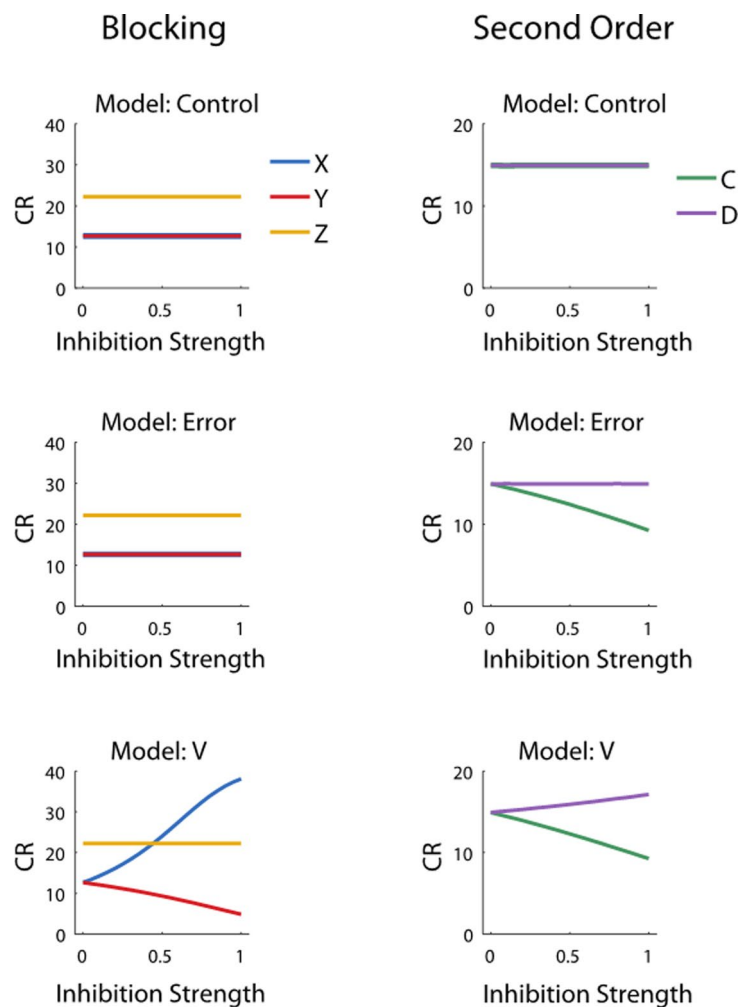 Blocking
Second Order
Model: Control
40
30
20
10
0
CR
0 0.5 1
Inhibition Strength
X
Y
Z
Model: Control
20
10
0
CR
0 0.5 1
Inhibition Strength
C
D
Model: Error
40
30
20
10
0
CR
0 0.5 1
Inhibition Strength
Model: Error
20
10
0
CR
0 0.5 1
Inhibition Strength
Model: V
40
30
20
10
0
CR
0 0.5 1
Inhibition Strength
Model: V
20
10
0
CR
0 0.5 1
Inhibition Strength